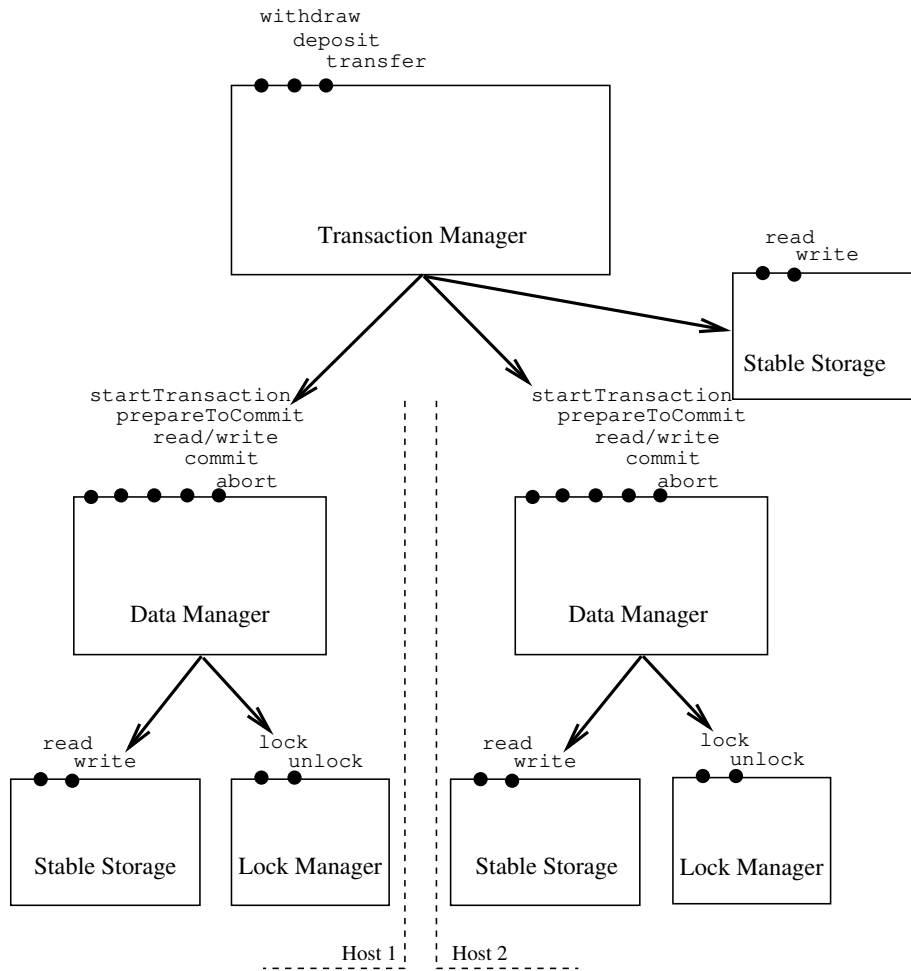 withdraw
deposit
transfer
Transaction Manager
read
write
Stable Storage
startTransaction
prepareToCommit
read/write
commit
abort
Data Manager
startTransaction
prepareToCommit
read/write
commit
abort
Data Manager
read
write
Stable Storage
lock
unlock
Lock Manager
read
write
Stable Storage
lock
unlock
Lock Manager
Host 1
Host 2